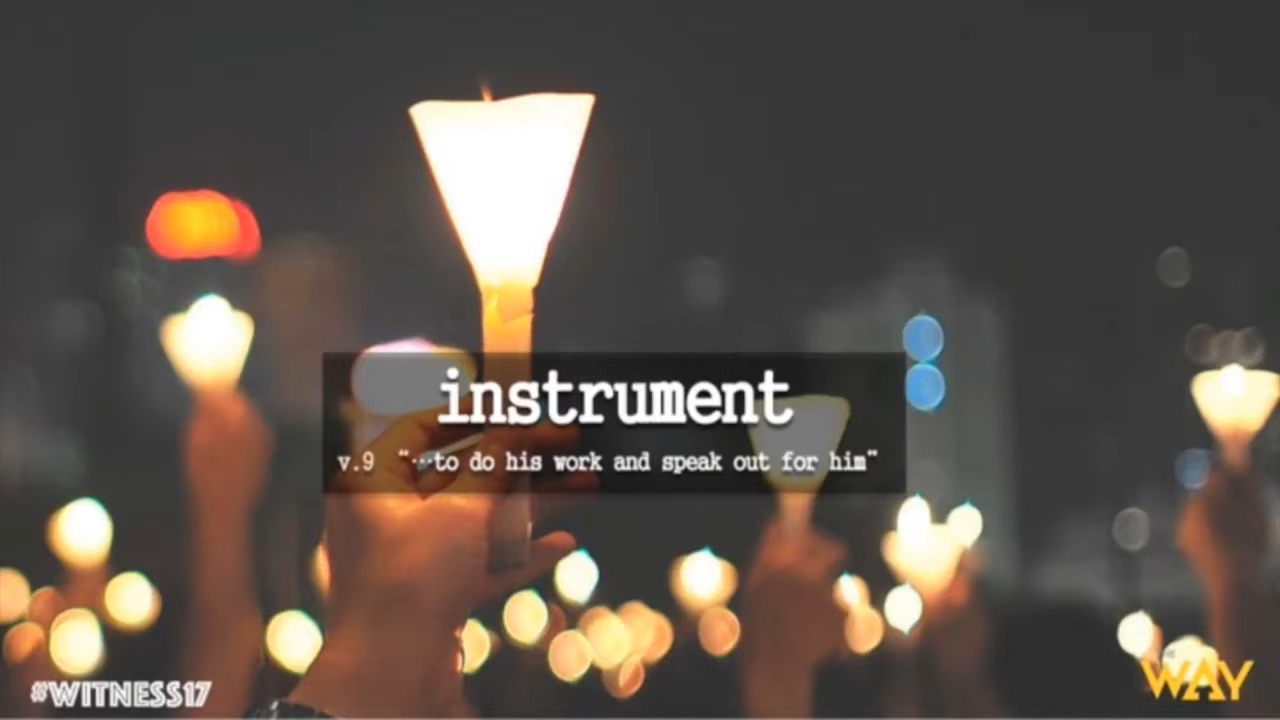 instrument
v.9 "…to do his work and speak out for him"
#WITNESS17
WAY